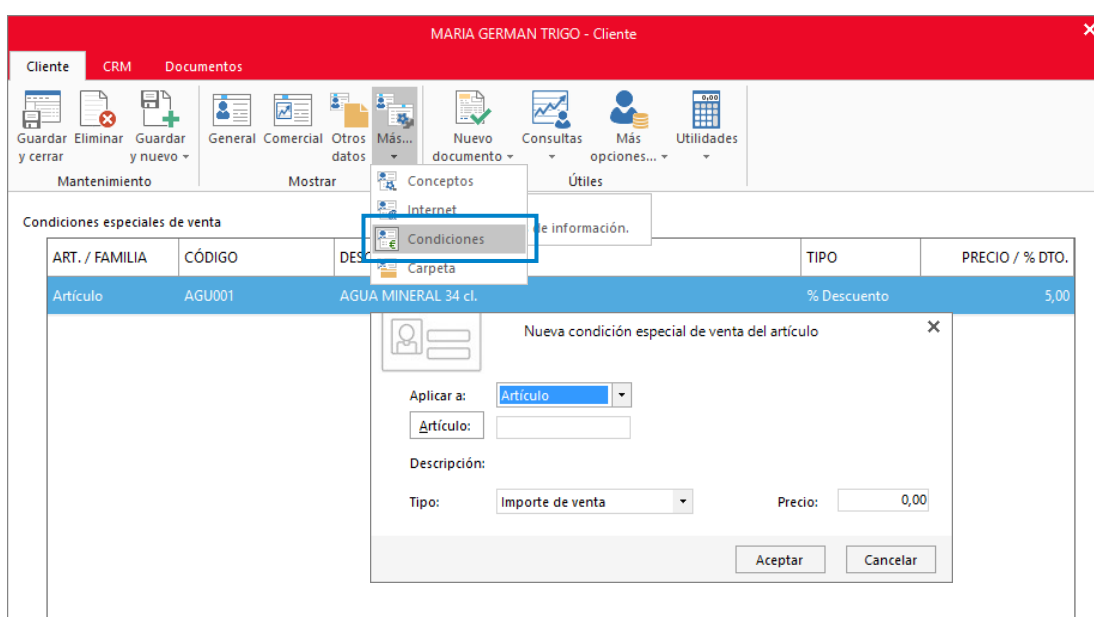 MARIA GERMAN TRIGO - Cliente
Cliente CRM Documentos
Guardar y cerrar
Eliminar
Guardar y nuevo
General
Comercial
Otros datos
Más...
Nuevo documento
Consultas
Más opciones...
0,00
Utilidades
Mantenimiento
Mostrar
Útiles
Conceptos
Internet
Condiciones
Carpeta
de información.
Condiciones especiales de venta
ART. / FAMILIA CÓDIGO TIPO PRECIO / % DTO.
Artículo AGU001 AGUA MINERAL 34 cl. % Descuento 5,00
Nueva condición especial de venta del artículo
Aplicar a: Artículo
Artículo:
Descripción:
Tipo: Importe de venta Precio: 0,00
Aceptar Cancelar